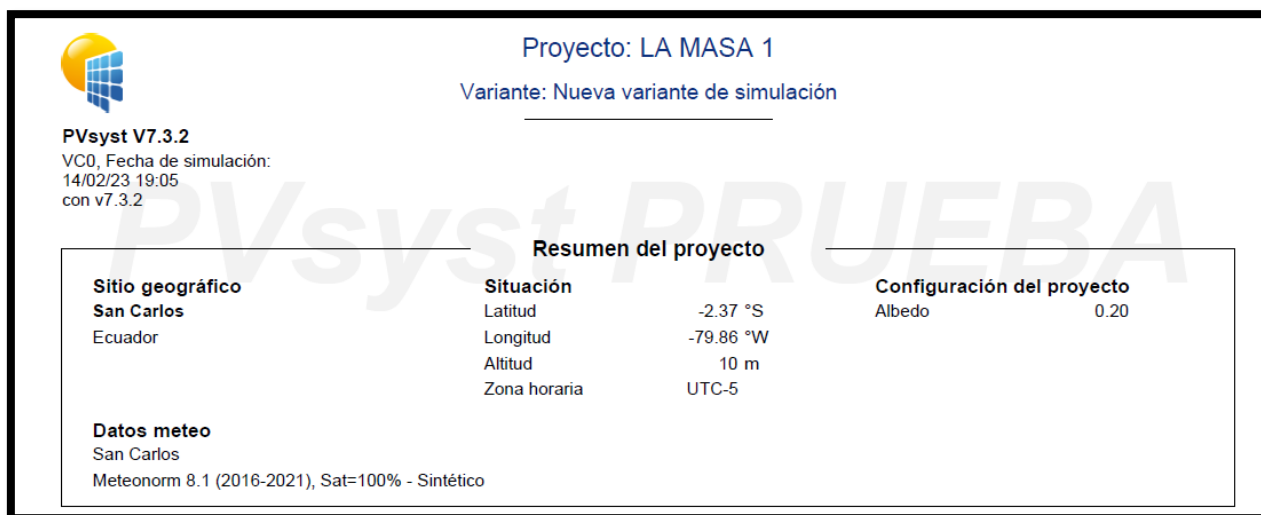 Proyecto: LA MASA 1
Variante: Nueva variante de simulación
PVsyst V7.3.2
VC0, Fecha de simulación:
14/02/23 19:05
con v7.3.2
PVsyst PRUEBA
Resumen del proyecto
Sitio geográfico
San Carlos
Ecuador
Situación
Latitud -2.37 °S
Longitud -79.86 °W
Altitud 10 m
Zona horaria UTC-5
Configuración del proyecto
Albedo 0.20
Datos meteo
San Carlos
Meteonorm 8.1 (2016-2021), Sat=100% - Sintético